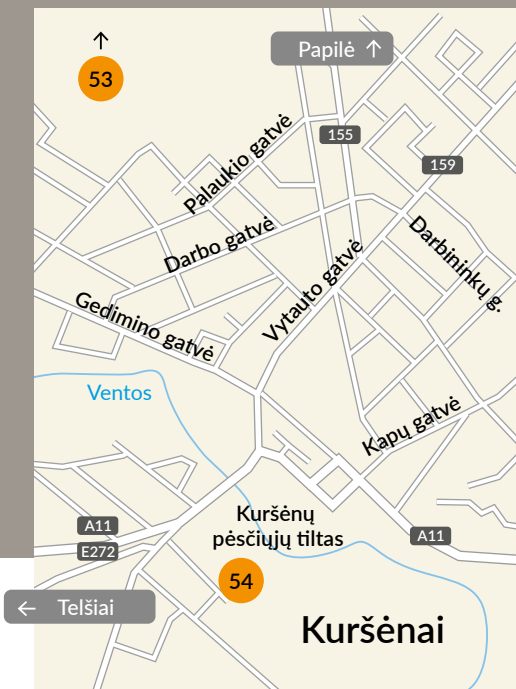 53
Papilė ↑
155
159
Palaukio gatvė
Darbo gatvė
Vytauto gatvė
Darbininkų g.
Gedimino gatvė
Ventos
Kapų gatvė
A11
E272
Kuršėnų
pėsčiųjų tiltas
A11
54
← Telšiai
Kuršėnai